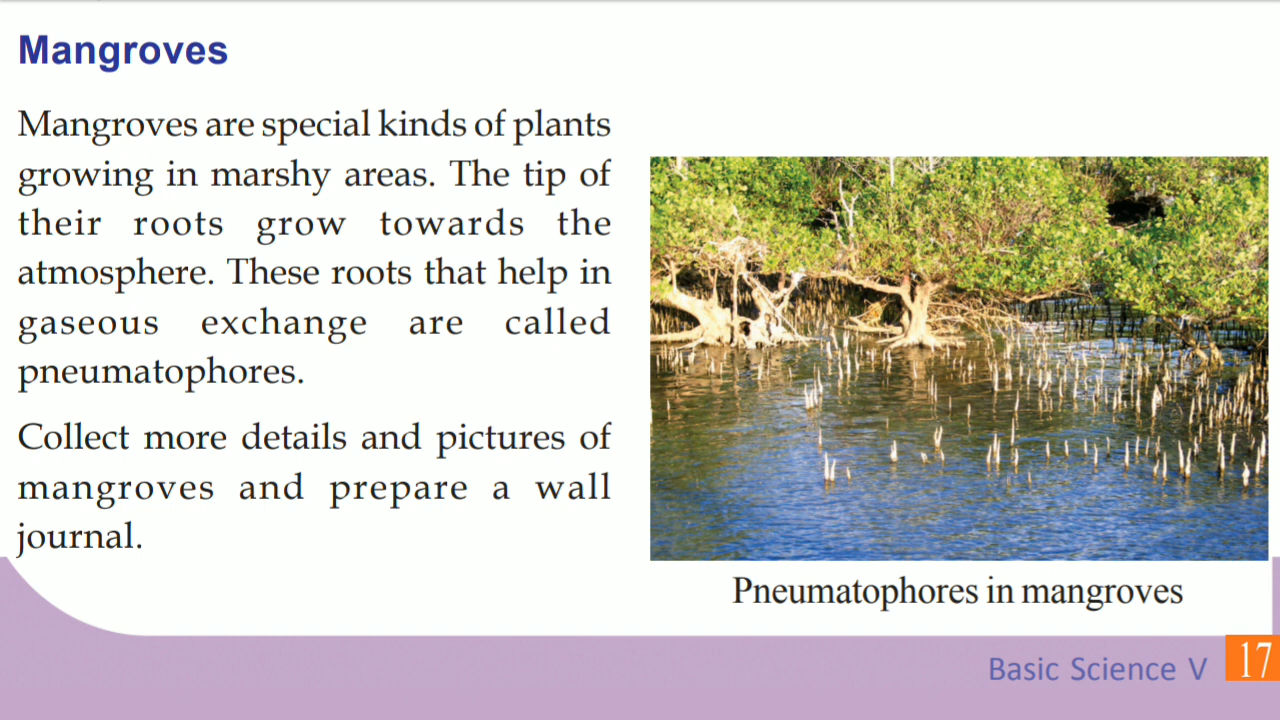 Mangroves
Mangroves are special kinds of plants
growing in marshy areas. The tip of
their roots grow towards the
atmosphere. These roots that help in
gaseous exchange are called
pneumatophores.
Collect more details and pictures of
mangroves and prepare a wall
journal.
Pneumatophores in mangroves
Basic Science V
17